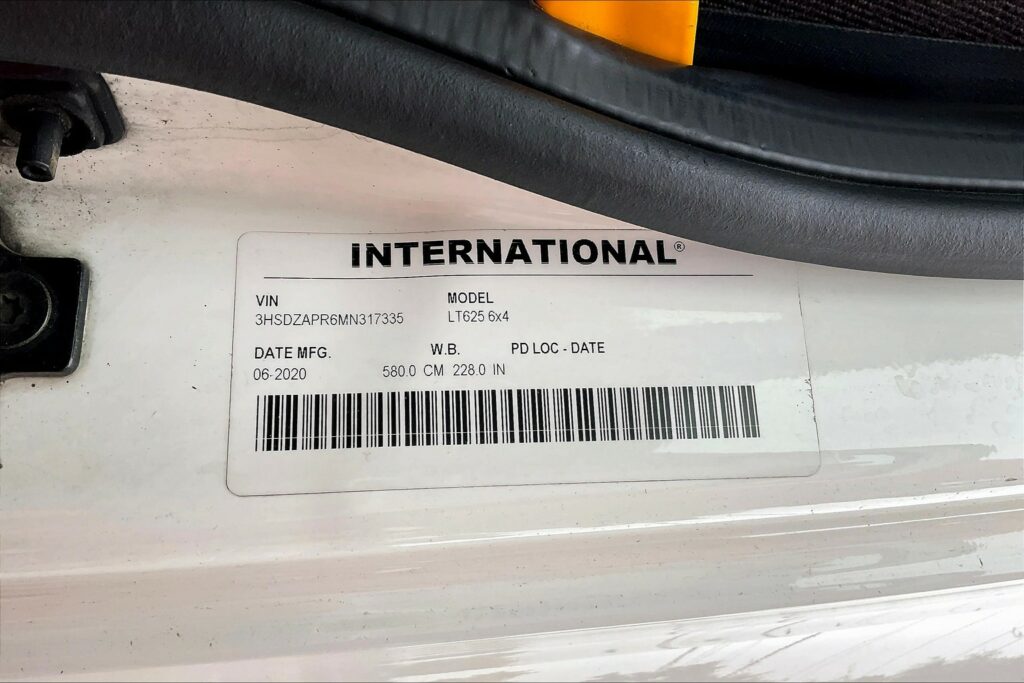 INTERNATIONAL®
VIN MODEL
3HSDZAPR6MN317335 LT625 6x4
DATE MFG. W.B. PD LOC - DATE
06-2020 580.0 CM 228.0 IN